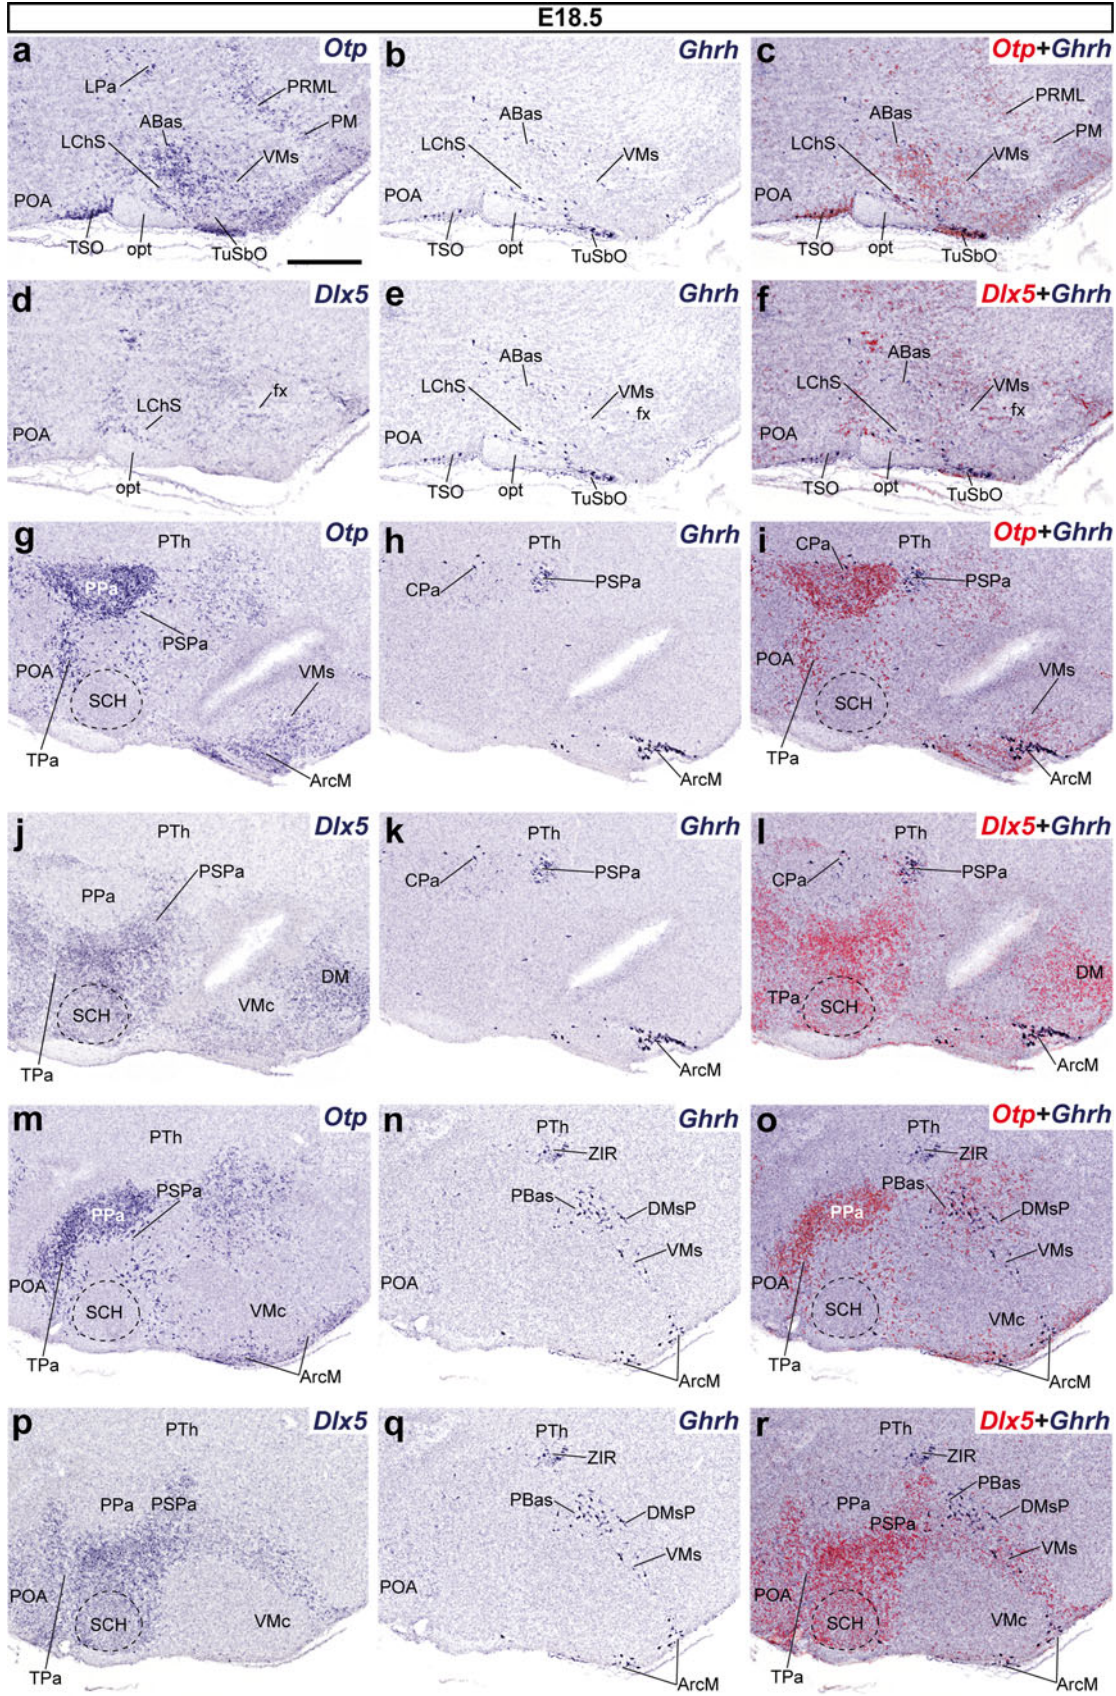 E18.5
a Otp
LPa
PRML
ABas
PM
LChS
VMs
POA
TSO opt TuSbO
b Ghrh
ABas
LChS
VMs
opt
TSO
TuSbO
c Otp+Ghrh
PRML
ABas
PM
LChS
VMs
POA
TSO opt TuSbO
d Dlx5
fx
LChS
POA
opt
e Ghrh
ABas
LChS
VMs
fx
opt
TSO
TuSbO
f Dlx5+Ghrh
ABas
LChS
VMs
fx
POA
TSO opt TuSbO
g Otp
PTh
PPa
PSPa
POA
SCH
VMs
TPa
ArcM
h Ghrh
PTh
CPa
PSPa
ArcM
i Otp+Ghrh
CPa PTh
PSPa
POA
VMs
SCH
TPa
ArcM
j Dlx5
PTh
PSPa
PPa
DM
SCH
VMc
TPa
k Ghrh
PTh
CPa
PSPa
ArcM
l Dlx5+Ghrh
PTh
CPa
PSPa
DM
TPa
SCH
ArcM
m Otp
PTh
PSPa
PPa
POA
SCH
VMc
TPa
ArcM
n Ghrh
PTh
ZIR
PBas
DMsP
VMs
POA
ArcM
o Otp+Ghrh
PTh
ZIR
PBas
PPa
DMsP
VMs
POA
SCH
VMc
TPa
ArcM
p Dlx5
PTh
PPa PSPa
POA
SCH
VMc
TPa
q Ghrh
PTh
ZIR
PBas
DMsP
VMs
POA
ArcM
r Dlx5+Ghrh
PTh
ZIR
PBas
PPa
DMsP
PSPa
VMs
POA
SCH
VMc
TPa
ArcM